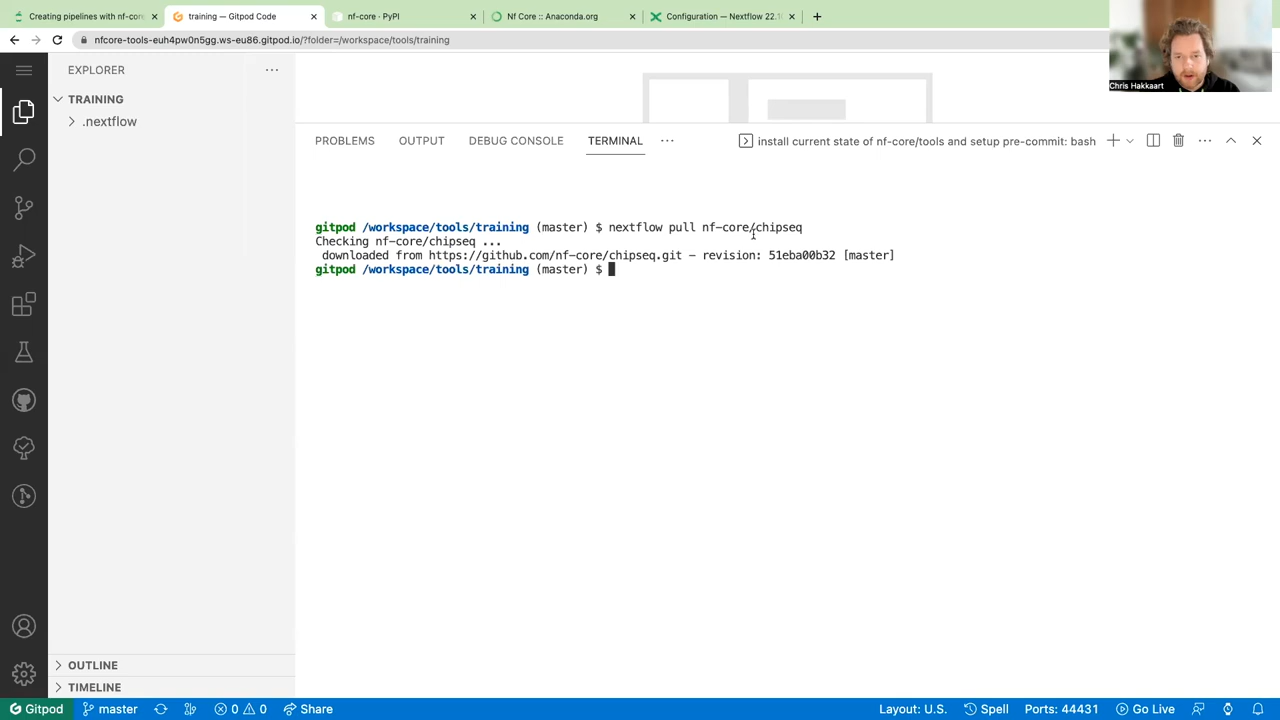 Creating pipelines with nf-core
training — Gitpod Code
nf-core · PyPI
Nf Core :: Anaconda.org
Configuration — Nextflow 22.1
nfcore-tools-euh4pw0n5gg.ws-eu86.gitpod.io/?folder=/workspace/tools/training
Chris Hakkaart
EXPLORER
TRAINING
.nextflow
PROBLEMS
OUTPUT
DEBUG CONSOLE
TERMINAL
install current state of nf-core/tools and setup pre-commit: bash
gitpod /workspace/tools/training (master) $ nextflow pull nf-core/chipseq
Checking nf-core/chipseq ...
downloaded from https://github.com/nf-core/chipseq.git - revision: 51eba00b32 [master]
gitpod /workspace/tools/training (master) $
OUTLINE
TIMELINE
Gitpod
master
0
0
Share
Layout: U.S.
Spell
Ports: 44431
Go Live